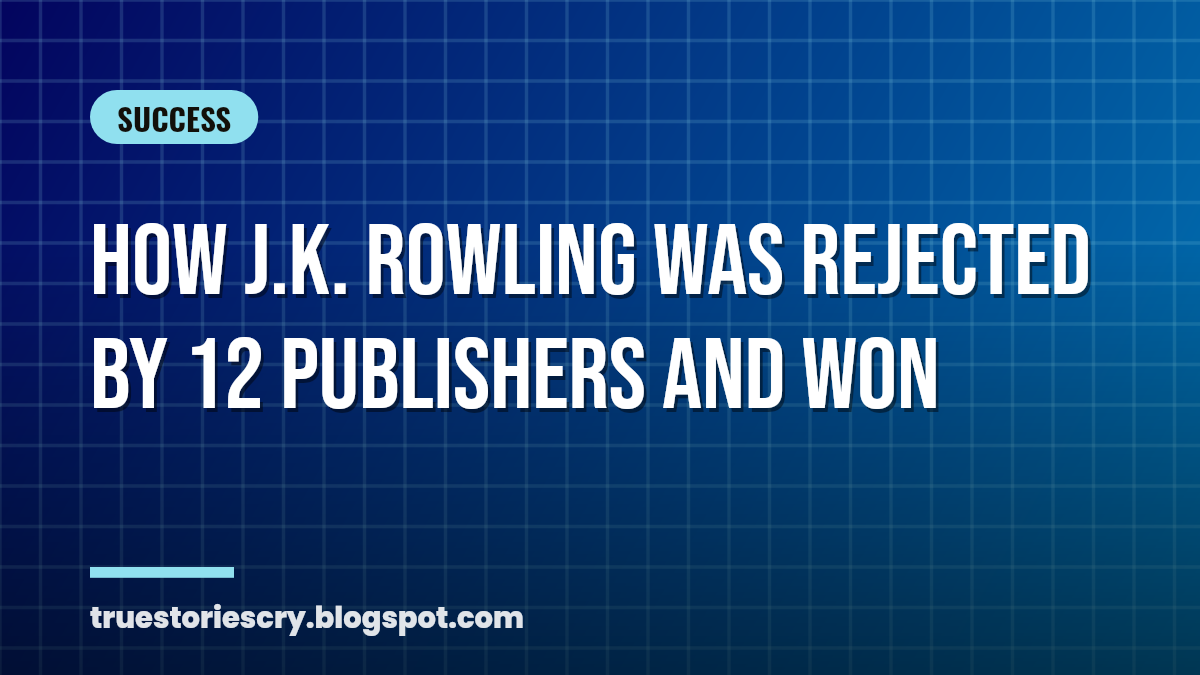 SUCCESS
HOW J.K. ROWLING WAS REJECTED
BY 12 PUBLISHERS AND WON
truestoriescry.blogspot.com